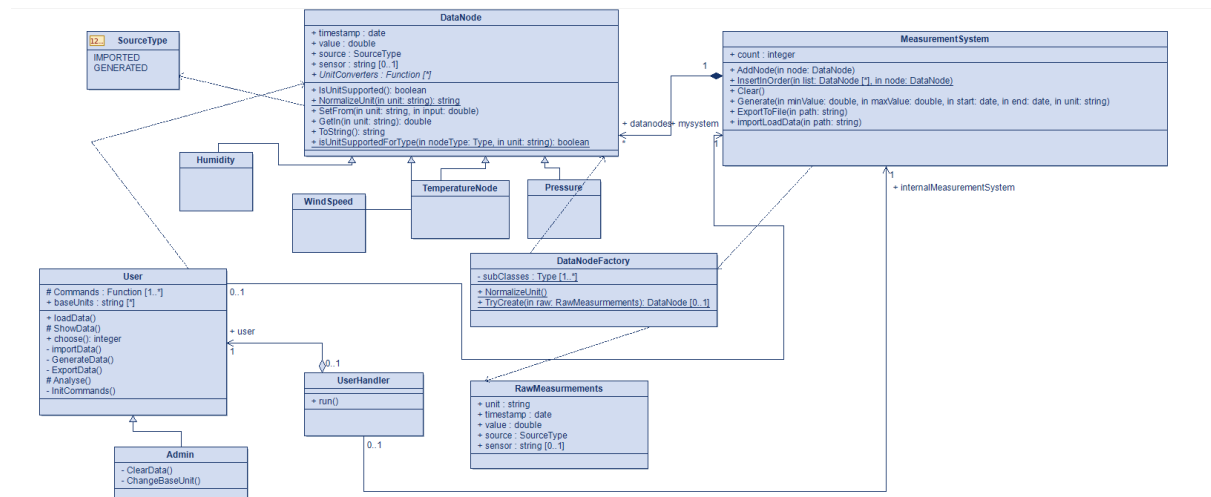 12..
SourceType
IMPORTED
GENERATED
DataNode
+ timestamp : date
+ value : double
+ source : SourceType
+ sensor : string [0..1]
+ UnitConverters : Function [*]
+ IsUnitSupported(): boolean
+ NormalizeUnit(in unit: string): string
+ SetFrom(in unit: string, in input: double)
+ GetIn(in unit: string): double
+ ToString(): string
+ isUnitSupportedForType(in nodeType: Type, in unit: string): boolean
MeasurementSystem
+ count : integer
+ AddNode(in node: DataNode)
+ InsertInOrder(in list: DataNode [*], in node: DataNode)
+ Clear()
+ Generate(in minValue: double, in maxValue: double, in start: date, in end: date, in unit: string)
+ ExportToFile(in path: string)
+ importLoadData(in path: string)
1
+ datanodes
*
+ mysystem
1
1
+ internalMeasurementSystem
Humidity
WindSpeed
TemperatureNode
Pressure
DataNodeFactory
- subClasses : Type [1..*]
+ NormalizeUnit()
+ TryCreate(in raw: RawMeasurmements): DataNode [0..1]
User
# Commands : Function [1..*]
+ baseUnits : string [*]
+ loadData()
# ShowData()
+ choose(): integer
- importData()
- GenerateData()
- ExportData()
# Analyse()
- InitCommands()
0..1
+ user
1
0..1
UserHandler
+ run()
0..1
RawMeasurmements
+ unit : string
+ timestamp : date
+ value : double
+ source : SourceType
+ sensor : string [0..1]
Admin
- ClearData()
- ChangeBaseUnit()